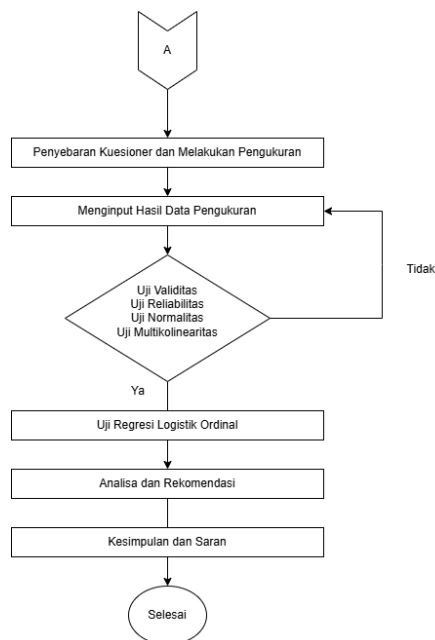 A
Penyebaran Kuesioner dan Melakukan Pengukuran
Menginput Hasil Data Pengukuran
Tidak
Uji Validitas
Uji Reliabilitas
Uji Normalitas
Uji Multikolinearitas
Ya
Uji Regresi Logistik Ordinal
Analisa dan Rekomendasi
Kesimpulan dan Saran
Selesai